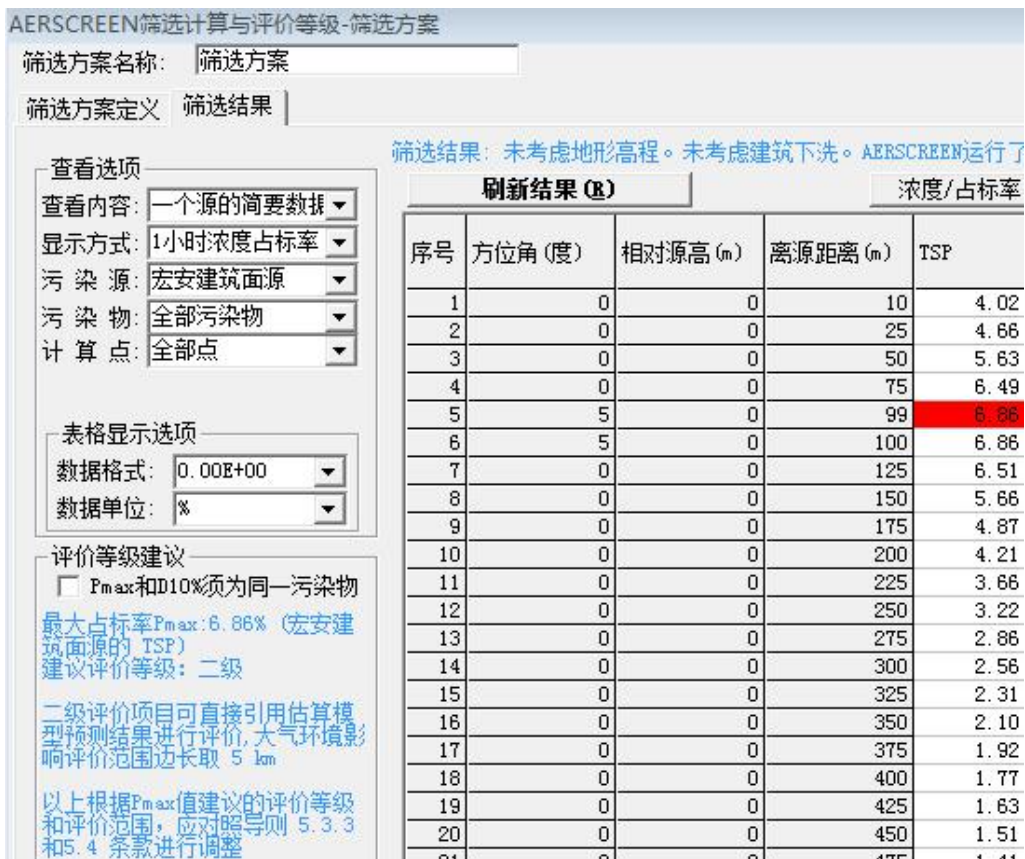 AERSCREEN筛选计算与评价等级-筛选方案
筛选方案名称: 筛选方案
筛选方案定义 筛选结果
筛选结果: 未考虑地形高程。未考虑建筑下洗。AERSCREEN运行了
查看选项
查看内容: 一个源的简要数据
显示方式: 1小时浓度占标率
污 染 源: 宏安建筑面源
污 染 物: 全部污染物
计 算 点: 全部点
表格显示选项
数据格式: 0.00E+00
数据单位: %
评价等级建议
Pmax和D10%须为同一污染物
最大占标率Pmax:6.86% (宏安建
筑面源的 TSP)
建议评价等级: 二级
二级评价项目可直接引用估算模
型预测结果进行评价,大气环境影
响评价范围边长取 5 km
以上根据Pmax值建议的评价等级
和评价范围,应对照导则 5.3.3
和5.4 条款进行调整
刷新结果(R) 浓度/占标率
序号 方位角(度) 相对源高(m) 离源距离(m) TSP
1 0 0 10 4.02
2 0 0 25 4.66
3 0 0 50 5.63
4 0 0 75 6.49
5 5 0 99 6.86
6 5 0 100 6.86
7 0 0 125 6.51
8 0 0 150 5.66
9 0 0 175 4.87
10 0 0 200 4.21
11 0 0 225 3.66
12 0 0 250 3.22
13 0 0 275 2.86
14 0 0 300 2.56
15 0 0 325 2.31
16 0 0 350 2.10
17 0 0 375 1.92
18 0 0 400 1.77
19 0 0 425 1.63
20 0 0 450 1.51